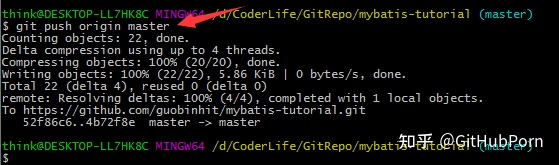 think@DESKTOP-LL7HK8C MINGW64 /d/CoderLife/GitRepo/mybatis-tutorial (master)
$ git push origin master
Counting objects: 22, done.
Delta compression using up to 4 threads.
Compressing objects: 100% (20/20), done.
Writing objects: 100% (22/22), 5.86 KiB | 0 bytes/s, done.
Total 22 (delta 4), reused 0 (delta 0)
remote: Resolving deltas: 100% (4/4), completed with 1 local objects.
To https://github.com/guobinhit/mybatis-tutorial.git
52f86c6..4b72f8e master -> master
think@DESKTOP-LL7HK8C MINGW64 /d/CoderLife/GitRepo/mybatis-tutorial (master)
$
知乎 @GitHubPorn